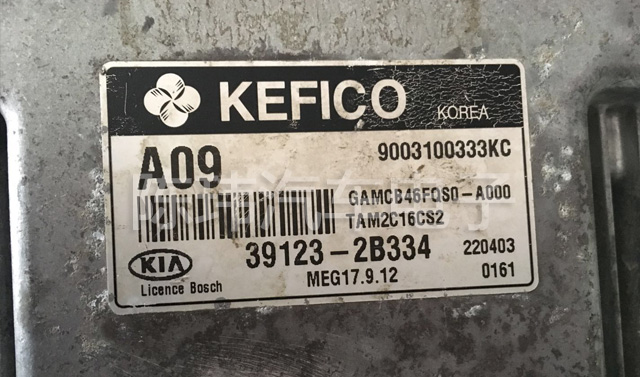 KEFICO KOREA
A09 9003100333KC
GAMCB46FQS0-A000
TAM2C16CS2
39123-2B334 220403
KIA MEG17.9.12 0161
Licence Bosch